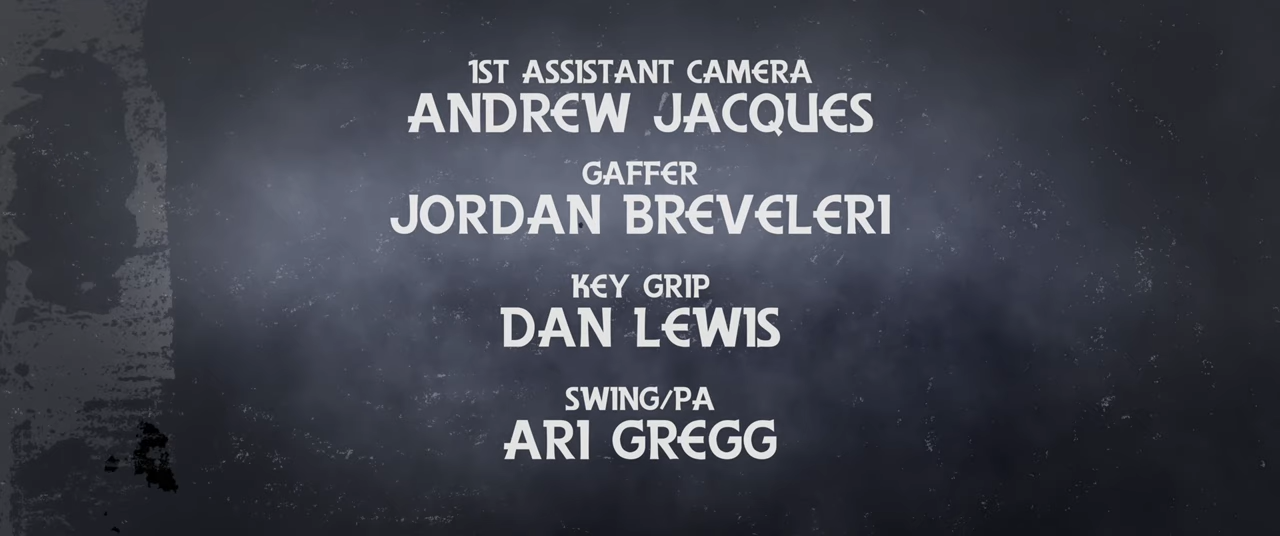 1ST ASSISTANT CAMERA
ANDREW JACQUES
GAFFER
JORDAN BREVELERI
KEY GRIP
DAN LEWIS
SWING/PA
ARI GREGG